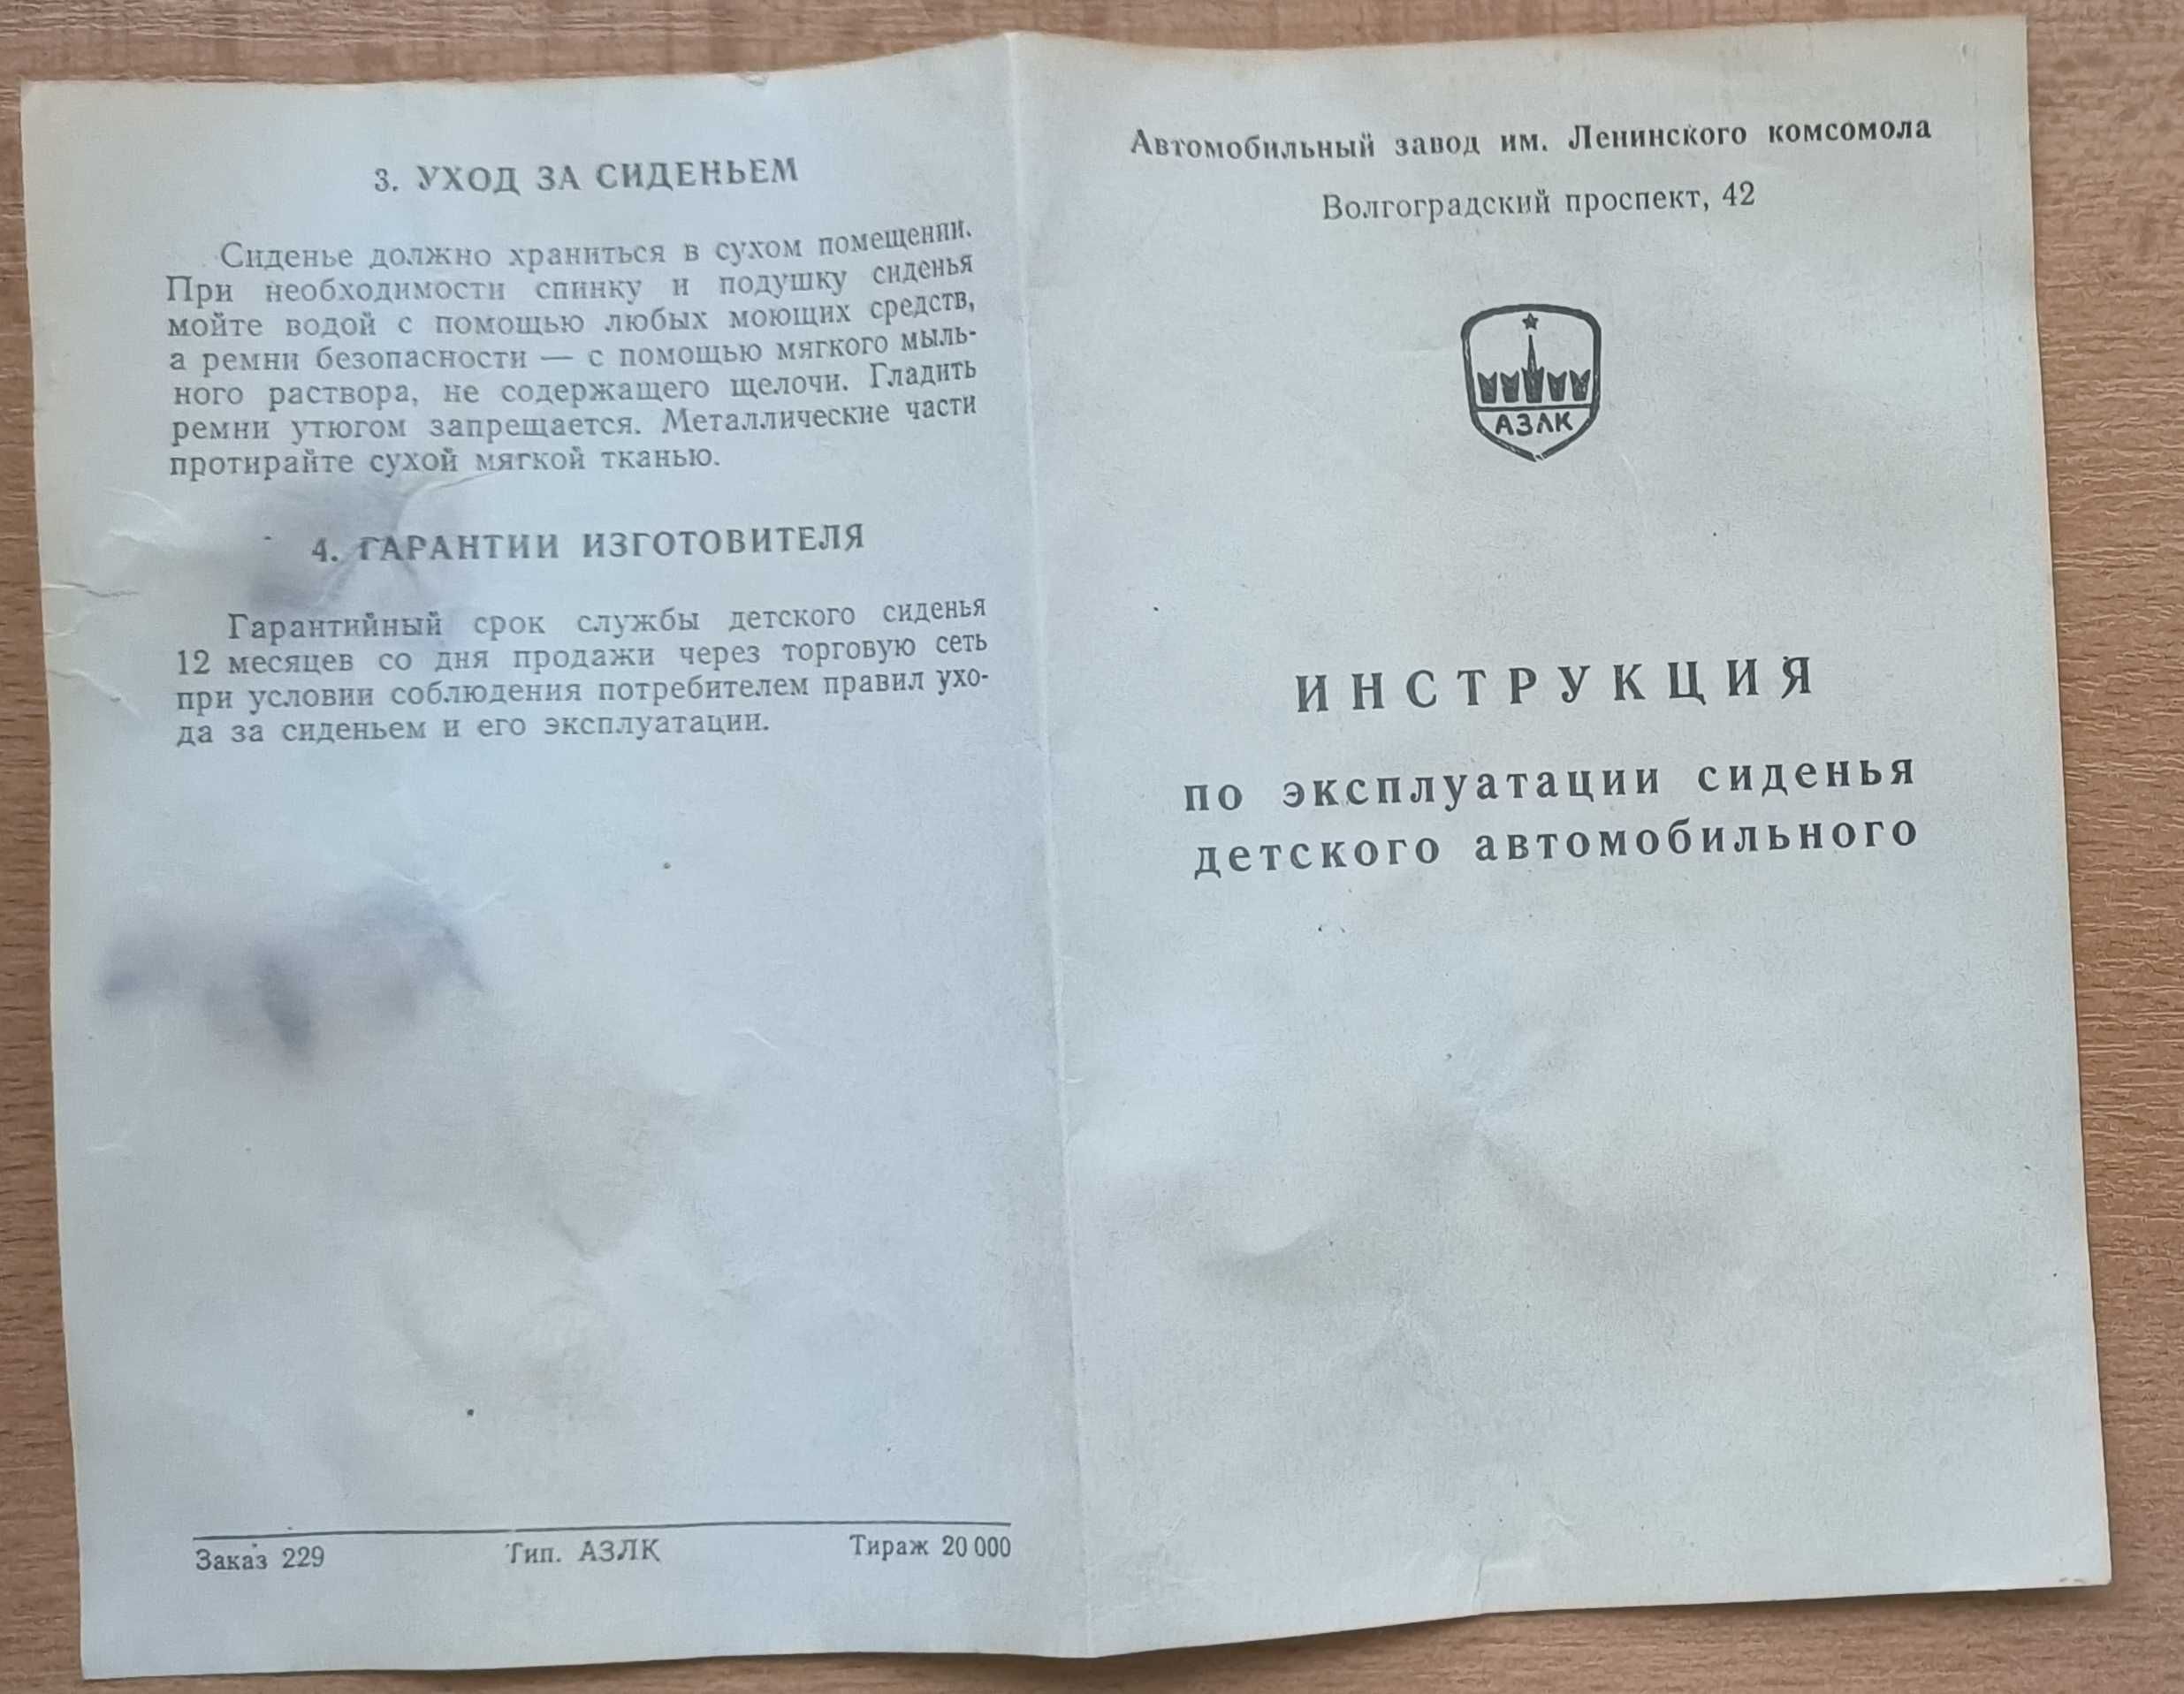 3. УХОД ЗА СИДЕНЬЕМ
Сиденье должно храниться в сухом помещении.
При необходимости спинку и подушку сиденья
мойте водой с помощью любых моющих средств,
а ремни безопасности — с помощью мягкого мыль-
ного раствора, не содержащего щелочи. Гладить
ремни утюгом запрещается. Металлические части
протирайте сухой мягкой тканью.
4. ГАРАНТИИ ИЗГОТОВИТЕЛЯ
Гарантийный срок службы детского сиденья
12 месяцев со дня продажи через торговую сеть
при условии соблюдения потребителем правил ухо-
да за сиденьем и его эксплуатации.
Заказ 229 Тип. АЗЛК Тираж 20 000
Автомобильный завод им. Ленинского комсомола
Волгоградский проспект, 42
АЗЛК
ИНСТРУКЦИЯ
по эксплуатации сиденья
детского автомобильного